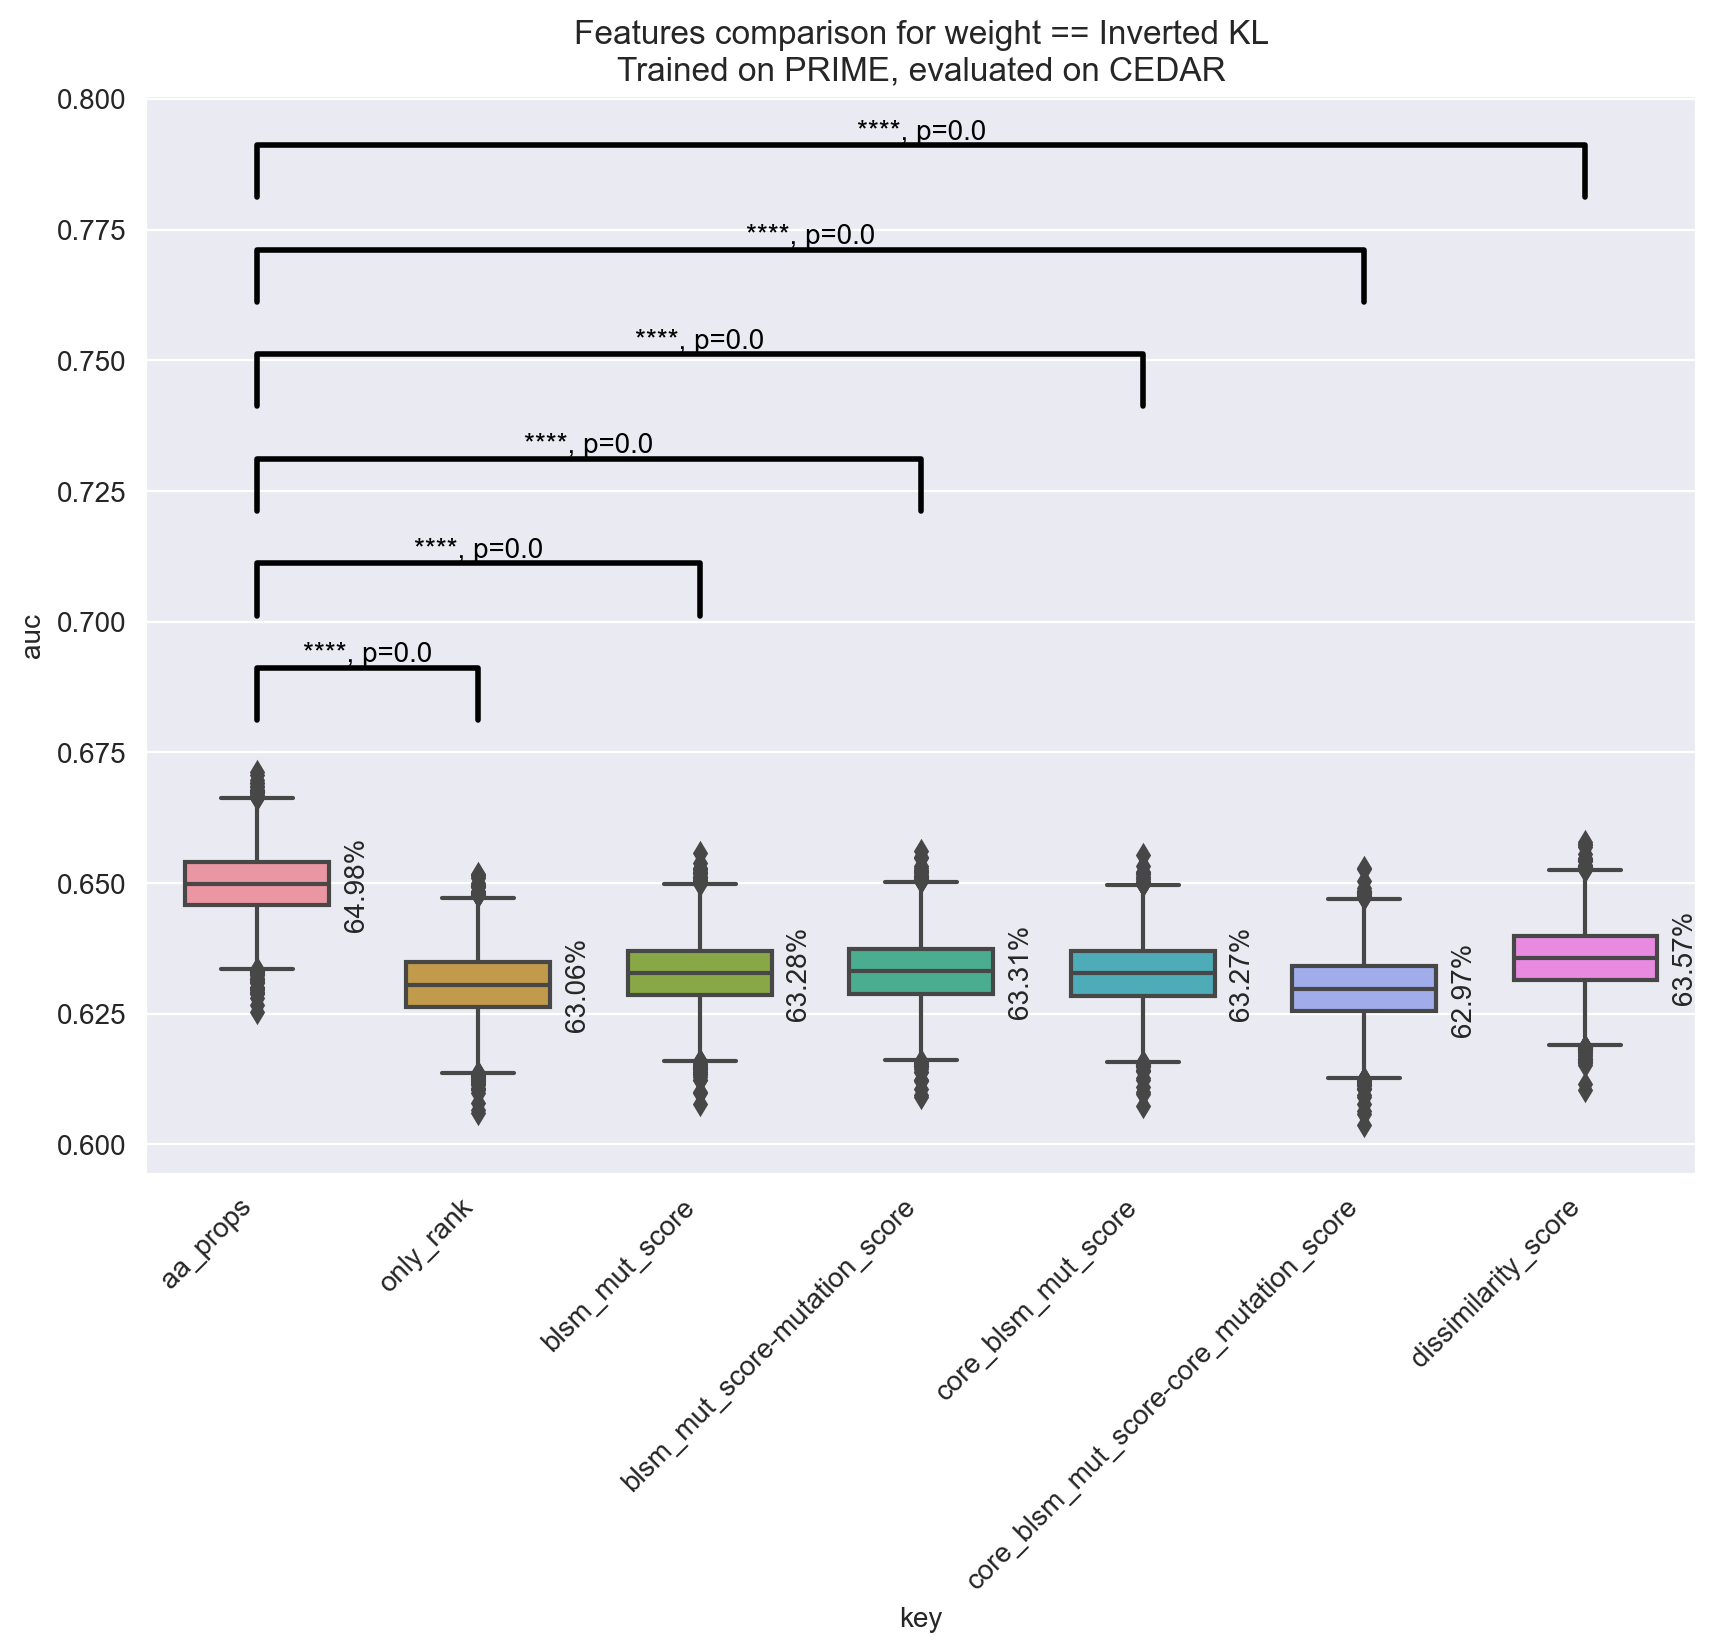 Features comparison for weight == Inverted KL
Trained on PRIME, evaluated on CEDAR
0.800
0.775
0.750
0.725
0.700
0.675
0.650
0.625
0.600
auc
****, p=0.0
****, p=0.0
****, p=0.0
****, p=0.0
****, p=0.0
****, p=0.0
64.98%
63.06%
63.28%
63.31%
63.27%
62.97%
63.57%
aa_props
only_rank
blsm_mut_score
blsm_mut_score-mutation_score
core_blsm_mut_score
core_blsm_mut_score-core_mutation_score
dissimilarity_score
key